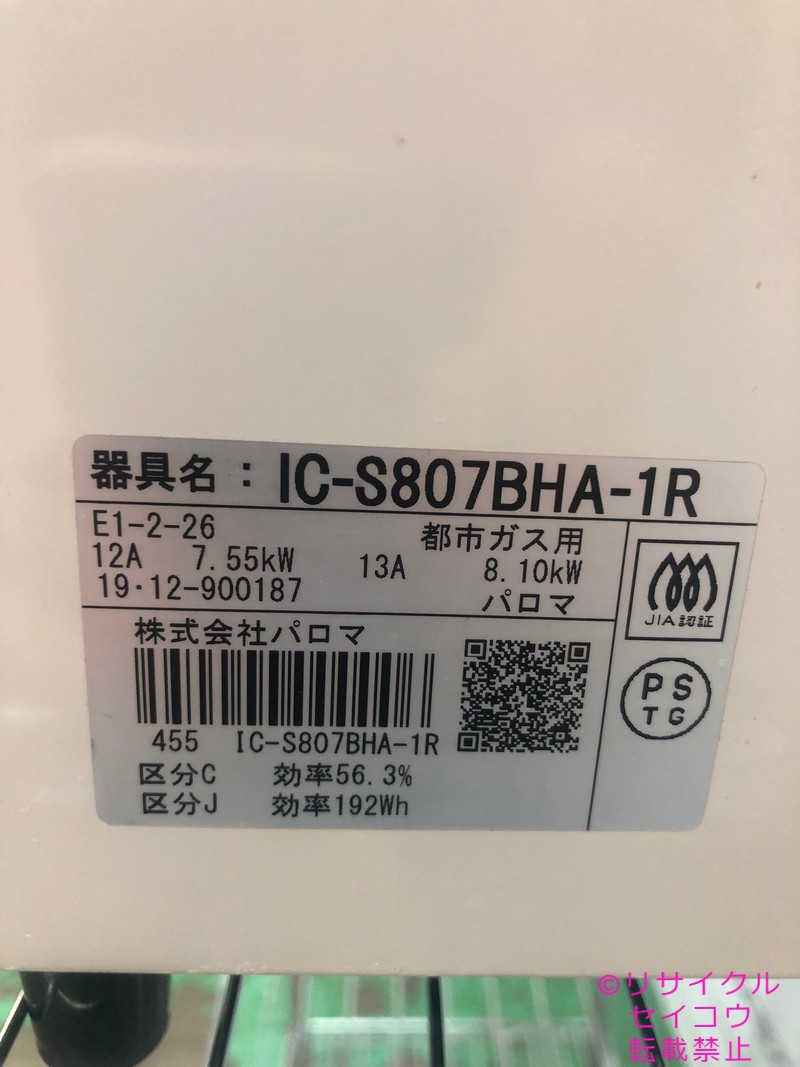 器具名：IC-S807BHA-1R
E1-2-26
都市ガス用
12A 7.55kW 13A 8.10kW
19·12-900187 パロマ
JIA認証
PS
TG
株式会社パロマ
455 IC-S807BHA-1R
区分C 効率56.3%
区分J 効率192Wh
©リサイクル
セイコウ
転載禁止